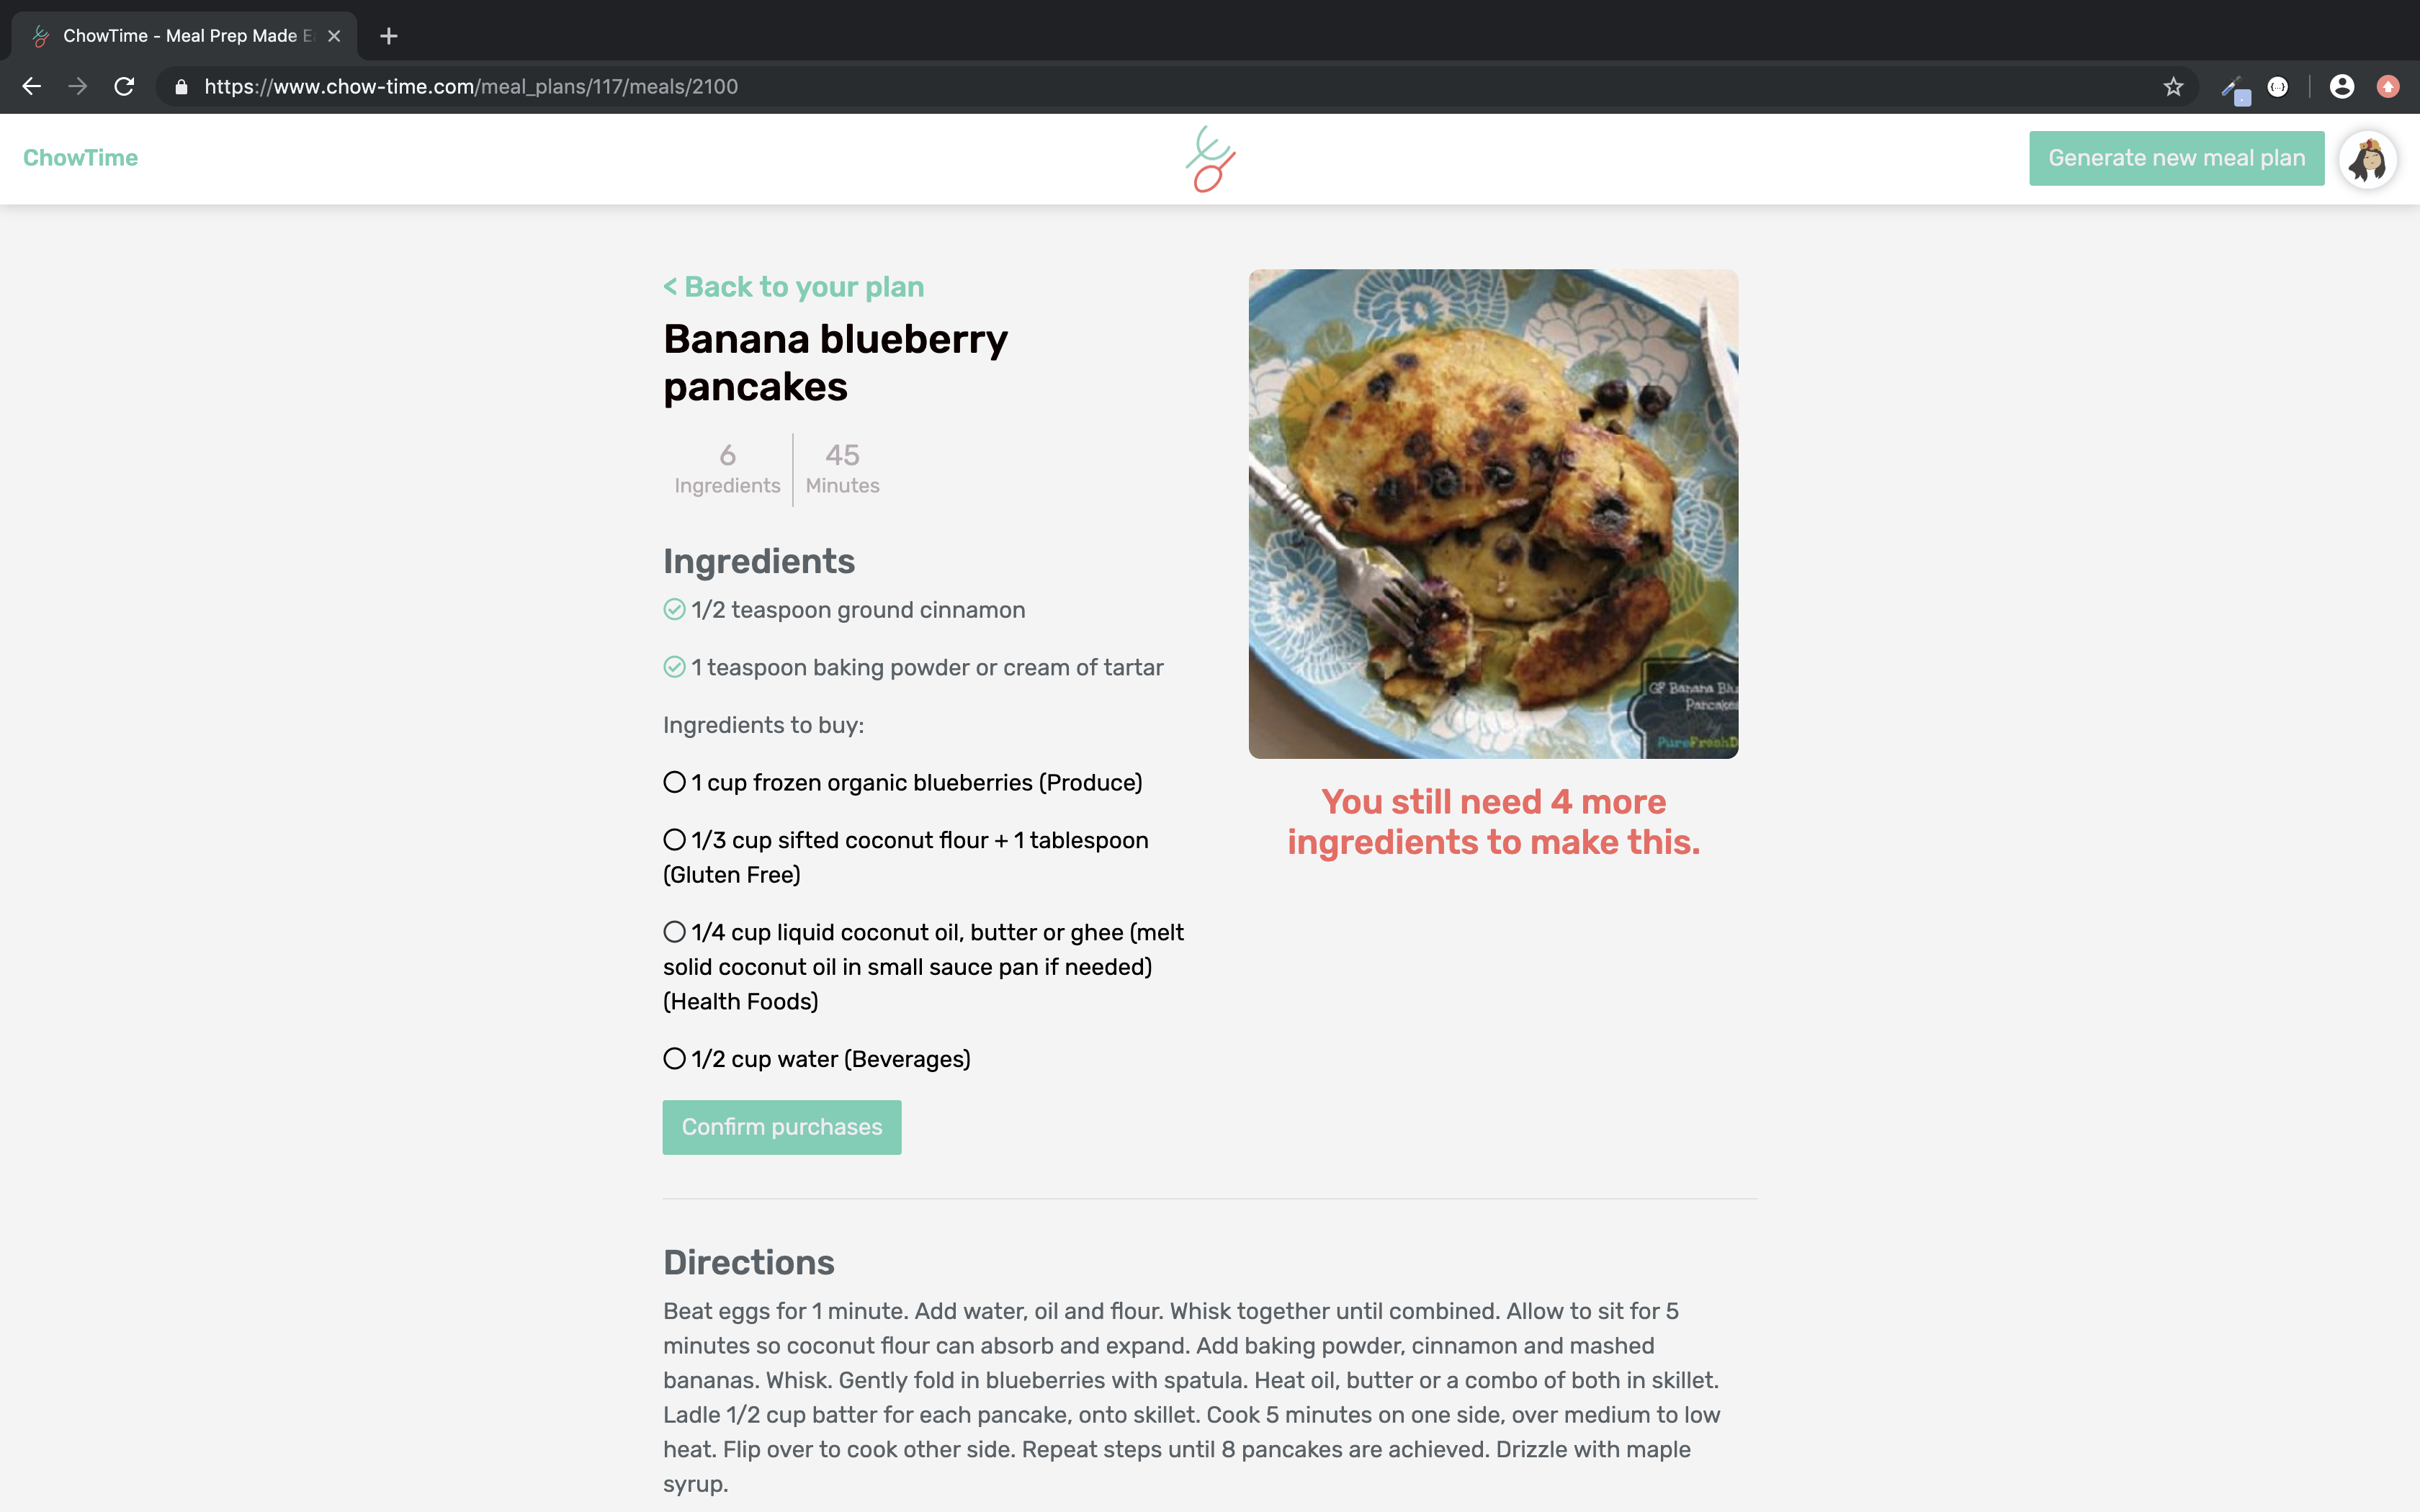 ChowTime - Meal Prep Made E
https://www.chow-time.com/meal_plans/117/meals/2100
ChowTime
Generate new meal plan
< Back to your plan
Banana blueberry
pancakes
6
Ingredients
45
Minutes
Ingredients
1/2 teaspoon ground cinnamon
1 teaspoon baking powder or cream of tartar
Ingredients to buy:
1 cup frozen organic blueberries (Produce)
1/3 cup sifted coconut flour + 1 tablespoon
(Gluten Free)
1/4 cup liquid coconut oil, butter or ghee (melt
solid coconut oil in small sauce pan if needed)
(Health Foods)
1/2 cup water (Beverages)
Confirm purchases
GF Banana Blu
Pancakes
by
PureFreshD
You still need 4 more
ingredients to make this.
Directions
Beat eggs for 1 minute. Add water, oil and flour. Whisk together until combined. Allow to sit for 5
minutes so coconut flour can absorb and expand. Add baking powder, cinnamon and mashed
bananas. Whisk. Gently fold in blueberries with spatula. Heat oil, butter or a combo of both in skillet.
Ladle 1/2 cup batter for each pancake, onto skillet. Cook 5 minutes on one side, over medium to low
heat. Flip over to cook other side. Repeat steps until 8 pancakes are achieved. Drizzle with maple
syrup.